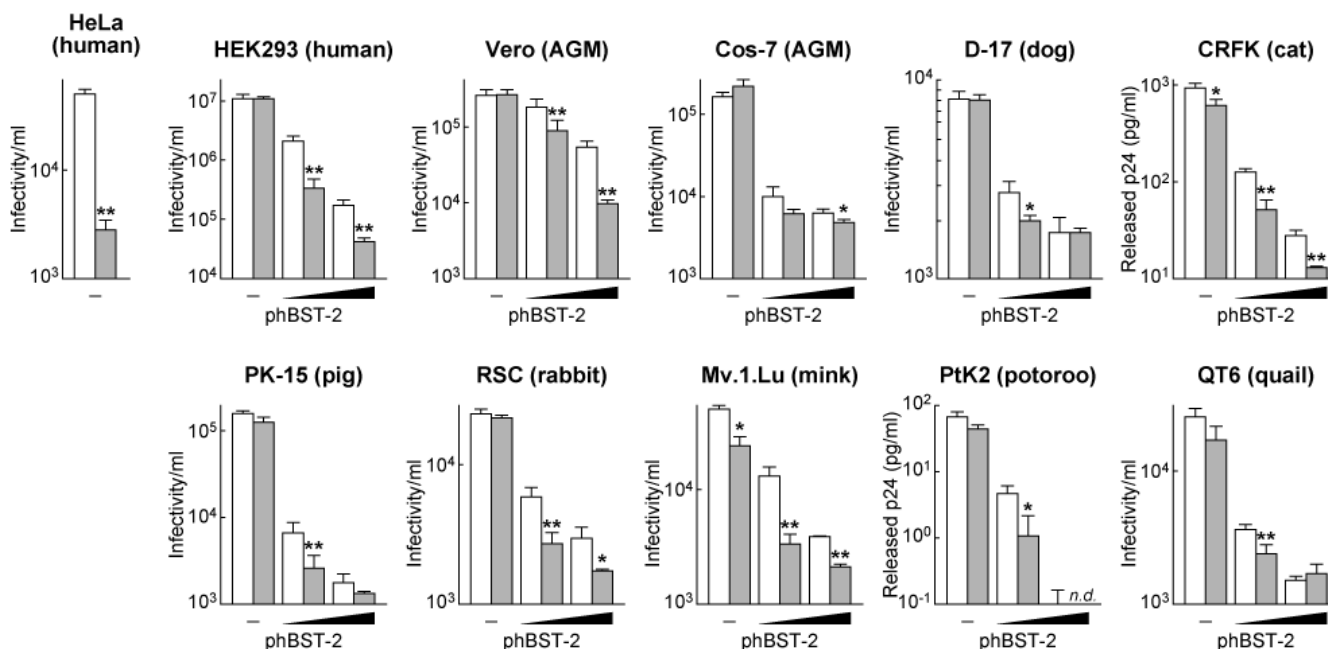 HeLa
(human)
Infectivity/ml
10⁴
10³
**
–
HEK293 (human)
Infectivity/ml
10⁷
10⁶
10⁵
10⁴
**
**
–
phBST-2
Vero (AGM)
Infectivity/ml
10⁵
10⁴
10³
**
**
–
phBST-2
Cos-7 (AGM)
Infectivity/ml
10⁵
10⁴
10³
*
–
phBST-2
D-17 (dog)
Infectivity/ml
10⁴
10³
*
–
phBST-2
CRFK (cat)
Released p24 (pg/ml)
10³
10²
10¹
*
**
**
–
phBST-2
PK-15 (pig)
Infectivity/ml
10⁵
10⁴
10³
**
–
phBST-2
RSC (rabbit)
Infectivity/ml
10⁴
10³
**
*
–
phBST-2
Mv.1.Lu (mink)
Infectivity/ml
10⁴
10³
*
**
**
–
phBST-2
PtK2 (potoroo)
Released p24 (pg/ml)
10²
10¹
10⁰
10⁻¹
*
n.d.
–
phBST-2
QT6 (quail)
Infectivity/ml
10⁴
10³
**
–
phBST-2